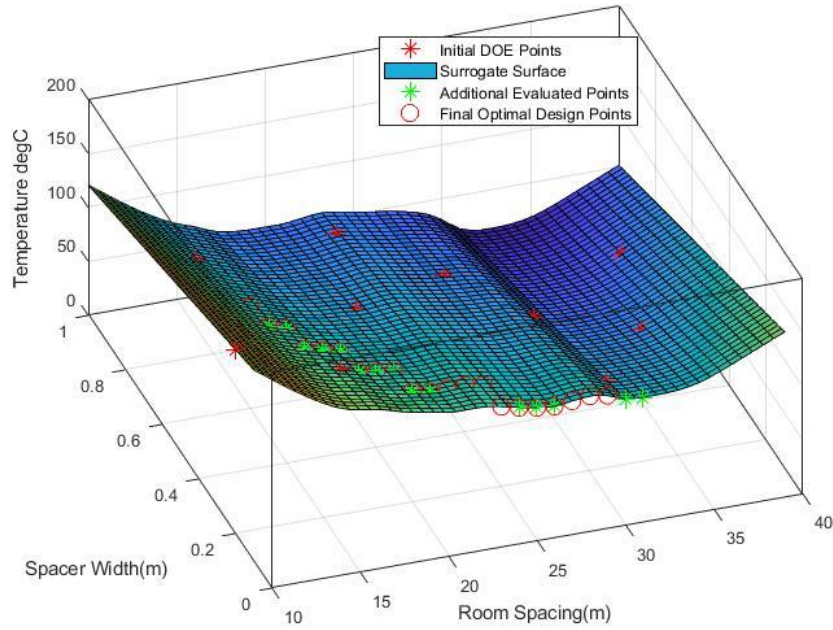 Initial DOE Points
Surrogate Surface
Additional Evaluated Points
Final Optimal Design Points
200
150
100
50
0
Temperature degC
1
0.8
0.6
0.4
0.2
0
Spacer Width(m)
10
15
20
25
30
35
40
Room Spacing(m)